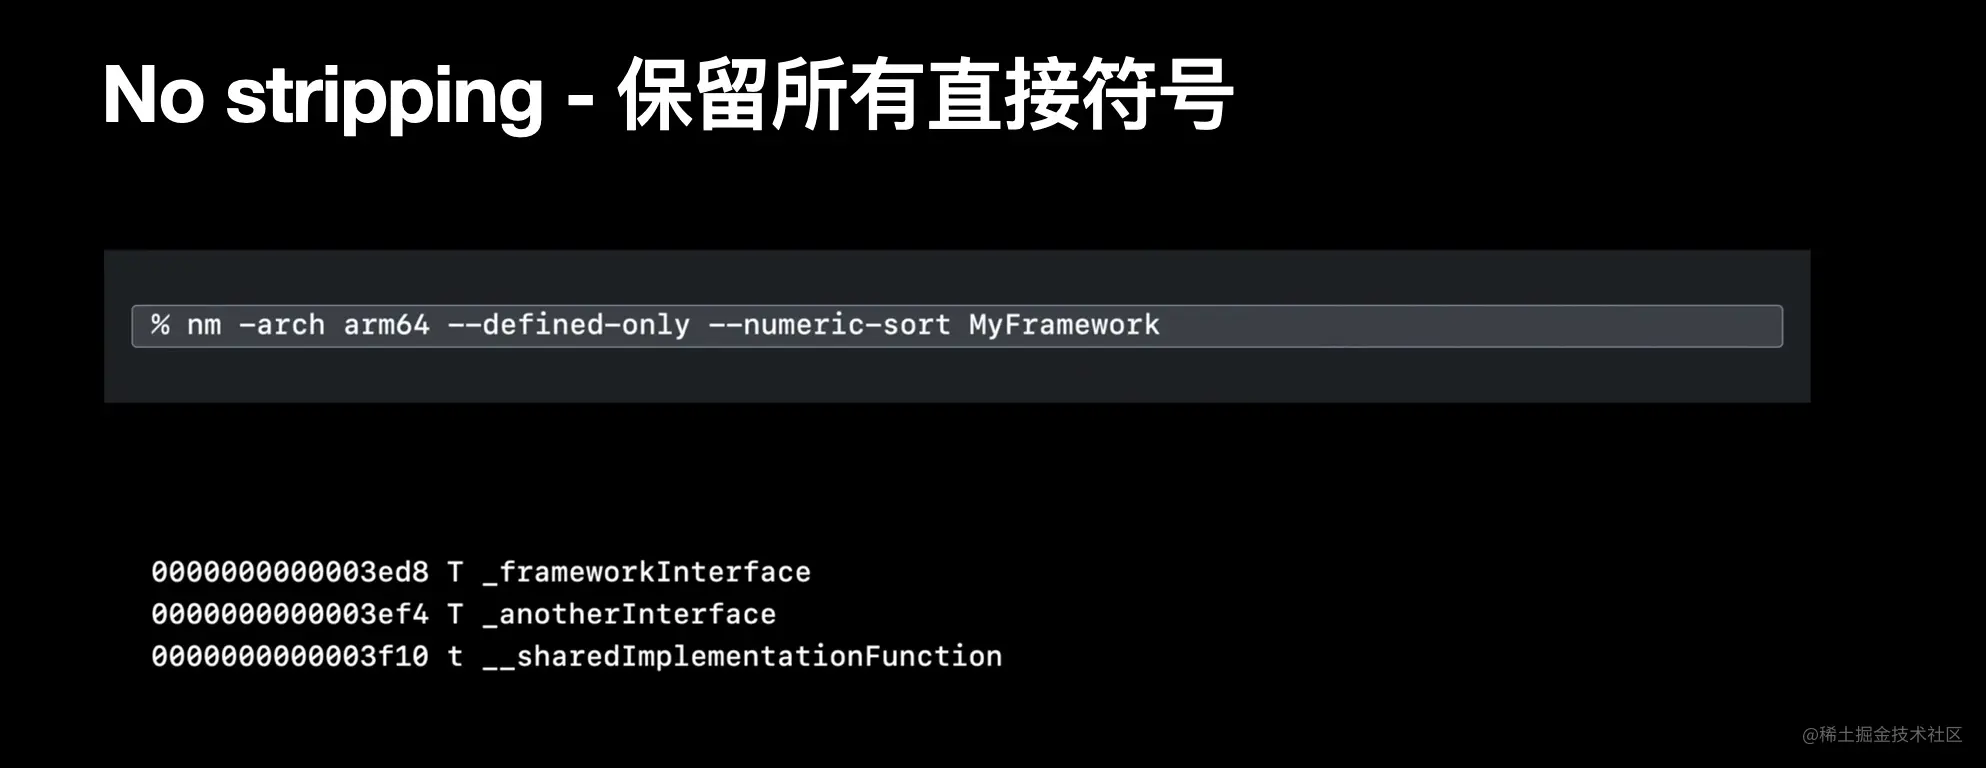 No stripping - 保留所有直接符号
% nm -arch arm64 --defined-only --numeric-sort MyFramework
0000000000003ed8 T _frameworkInterface
0000000000003ef4 T _anotherInterface
0000000000003f10 t __sharedImplementationFunction
@稀土掘金技术社区